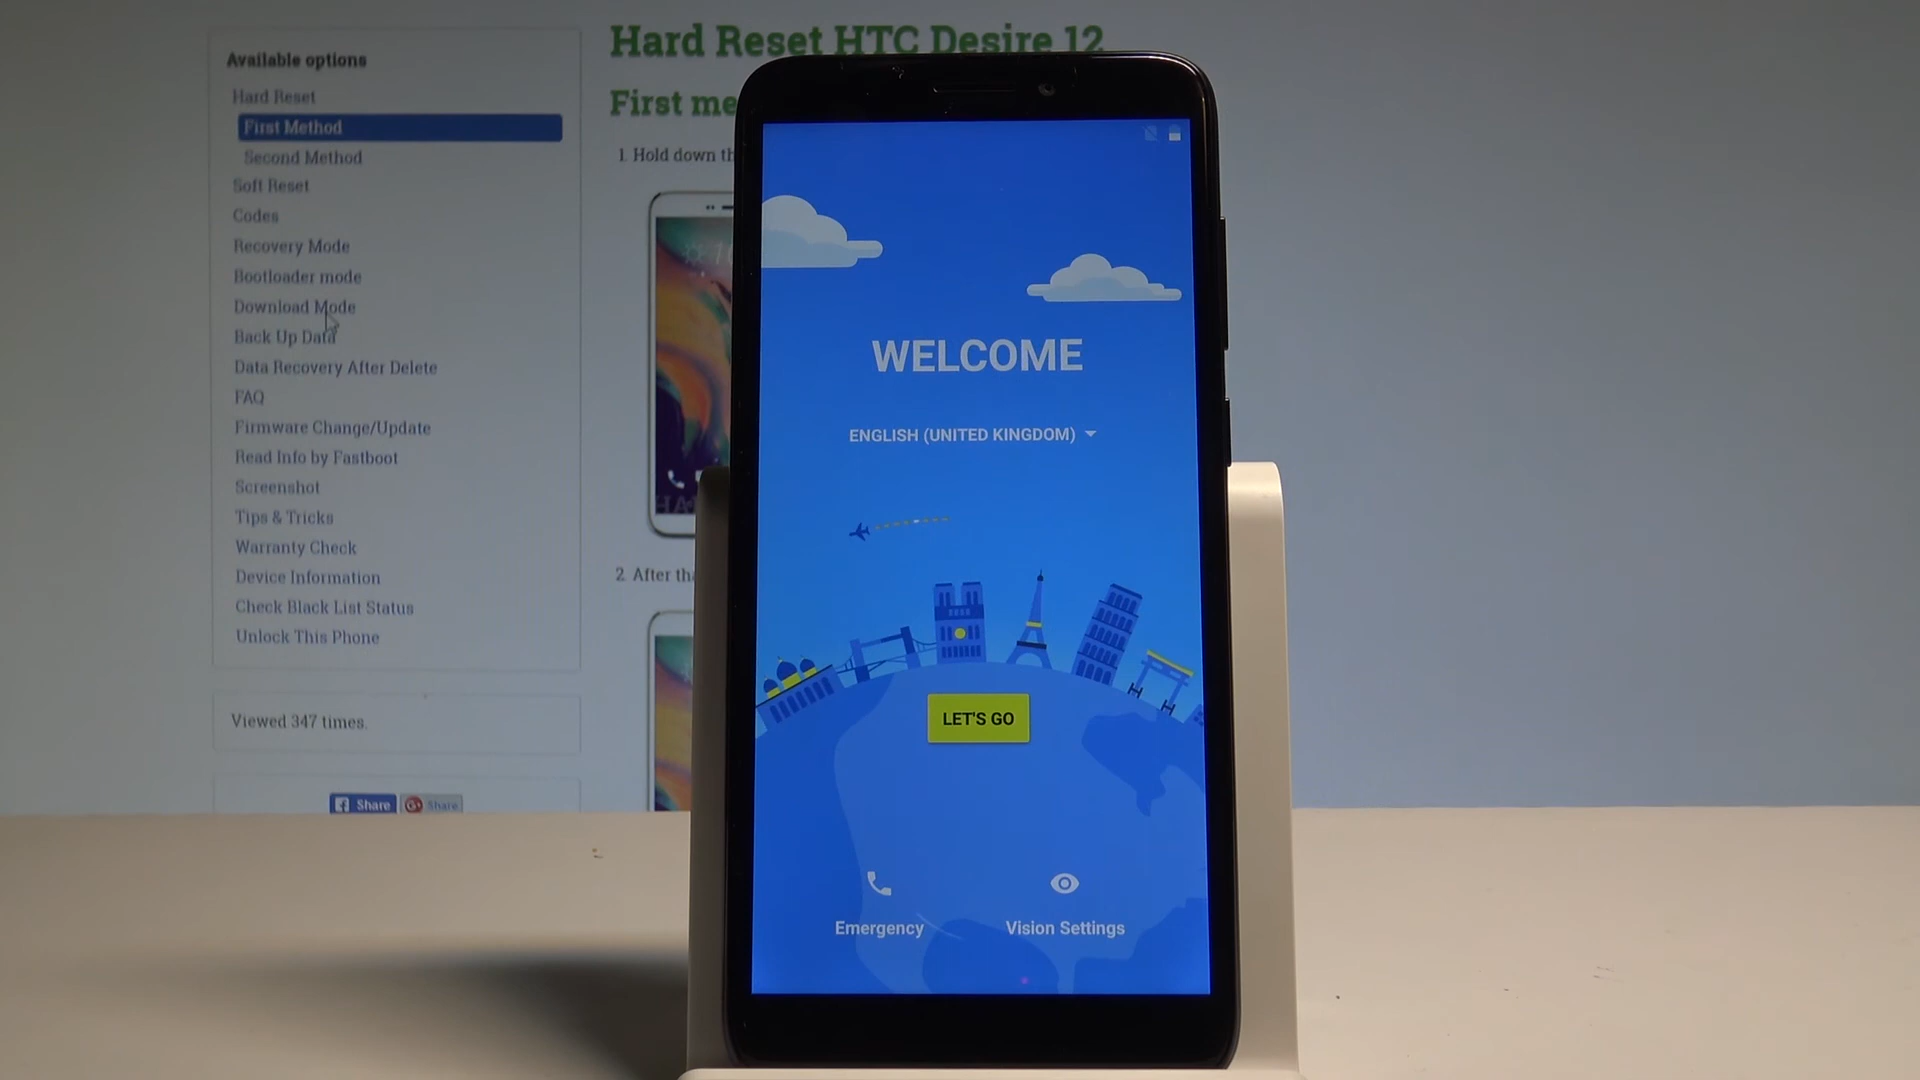 Available options
Hard Reset
First Method
Second Method
Soft Reset
Codes
Recovery Mode
Bootloader mode
Download Mode
Back Up Data
Data Recovery After Delete
FAQ
Firmware Change/Update
Read Info by Fastboot
Screenshot
Tips & Tricks
Warranty Check
Device Information
Check Black List Status
Unlock This Phone
Viewed 347 times.
Share
Share
Hard Reset HTC Desire 12
First me
1. Hold down th
2. After tha
WELCOME
ENGLISH (UNITED KINGDOM)
LET'S GO
Emergency
Vision Settings